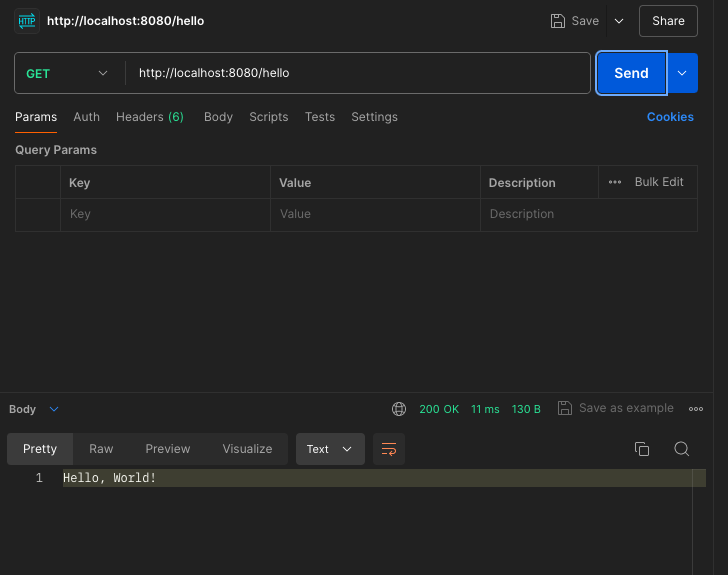 HTTP http://localhost:8080/hello Save Share
GET http://localhost:8080/hello Send
Params Auth Headers (6) Body Scripts Tests Settings Cookies
Query Params
Key Value Description Bulk Edit
Key Value Description
Body 200 OK 11 ms 130 B Save as example
Pretty Raw Preview Visualize Text
1 Hello, World!